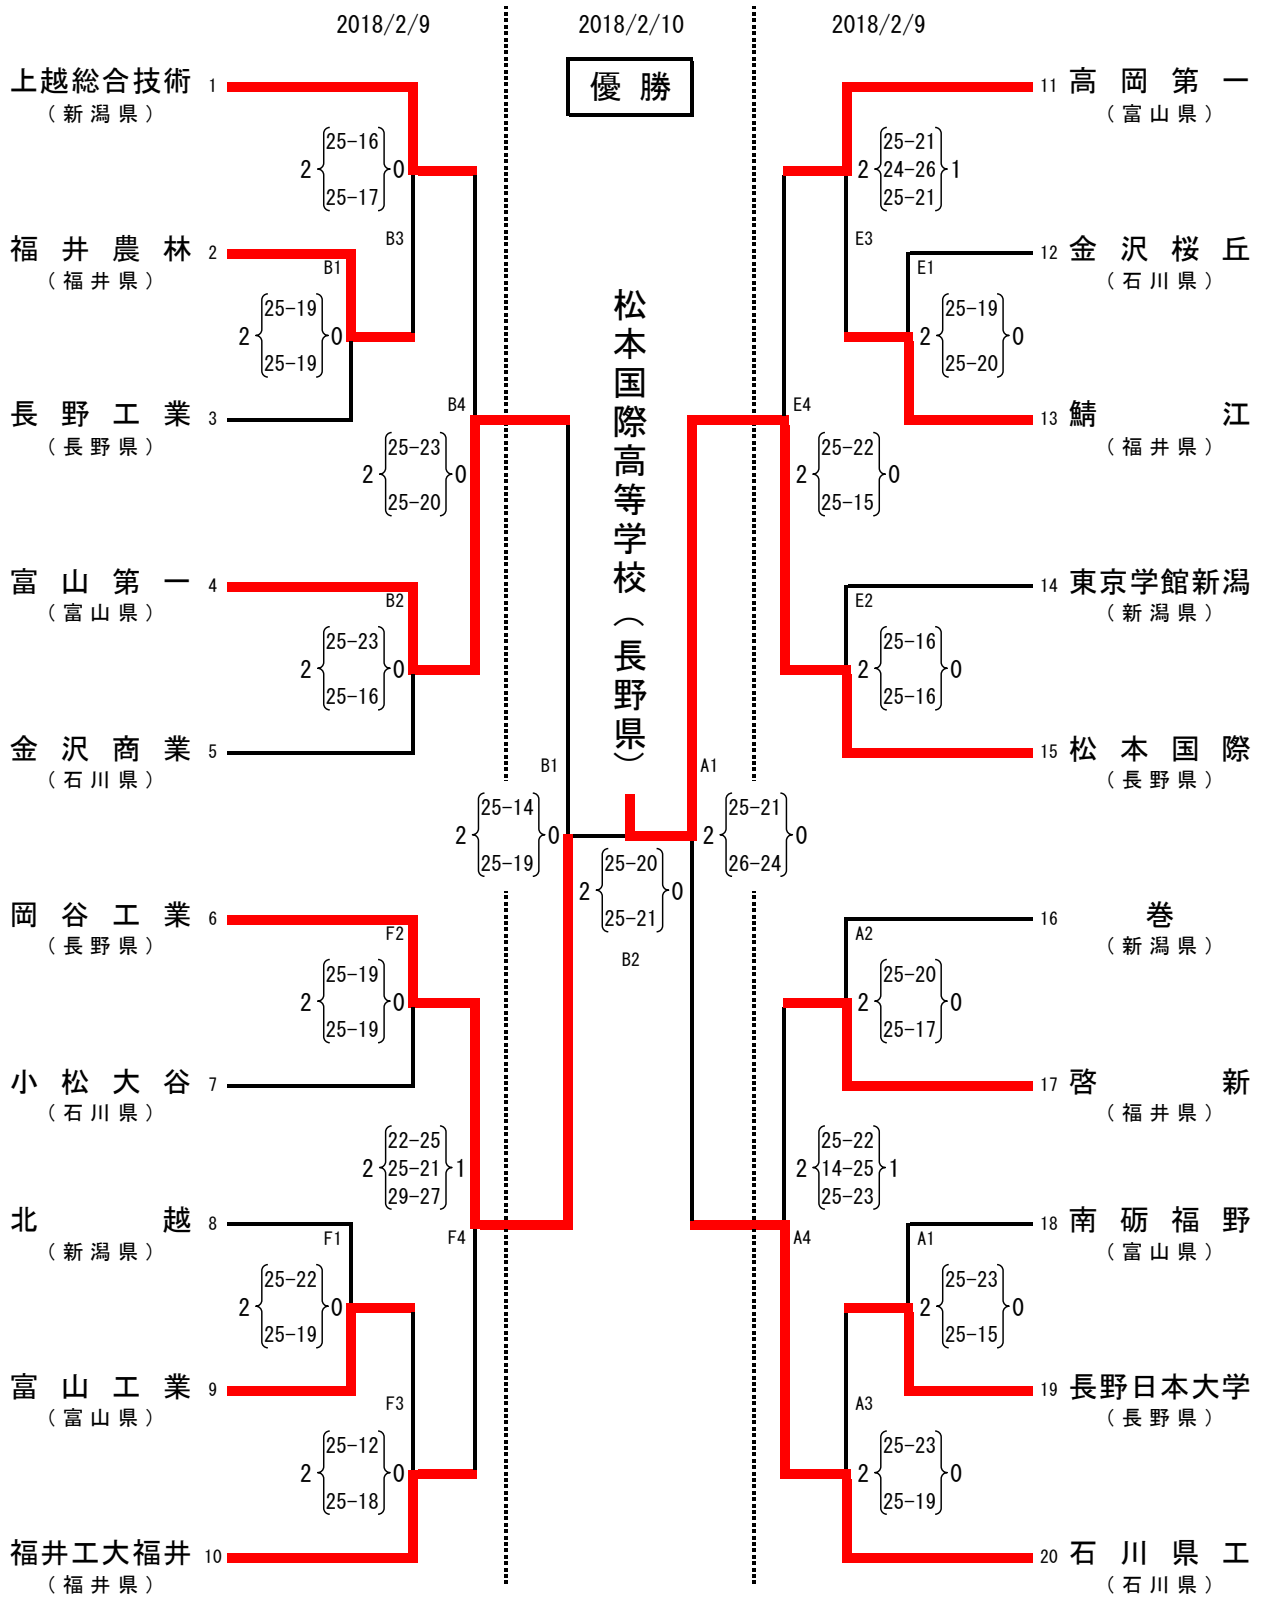 2018/2/9
2018/2/10
2018/2/9
優勝
松本国際高等学校(長野県)
上越総合技術 1
(新潟県)
2 25-16 0
25-17
B3
福井農林 2
(福井県)
B1
2 25-19 0
25-19
長野工業 3
(長野県)
B4
2 25-23 0
25-20
富山第一 4
(富山県)
B2
2 25-23 0
25-16
金沢商業 5
(石川県)
B1
2 25-14 0
25-19
岡谷工業 6
(長野県)
F2
2 25-19 0
25-19
小松大谷 7
(石川県)
2 22-25 1
25-21
29-27
F4
北越 8
(新潟県)
F1
2 25-22 0
25-19
富山工業 9
(富山県)
F3
2 25-12 0
25-18
福井工大福井 10
(福井県)
2 25-20 0
25-21
B2
11 高岡第一
(富山県)
2 25-21 1
24-26
25-21
E3
12 金沢桜丘
(石川県)
E1
2 25-19 0
25-20
13 鯖江
(福井県)
E4
2 25-22 0
25-15
14 東京学館新潟
(新潟県)
E2
2 25-16 0
25-16
15 松本国際
(長野県)
A1
2 25-21 0
26-24
16 巻
(新潟県)
A2
2 25-20 0
25-17
17 啓新
(福井県)
2 25-22 1
14-25
25-23
A4
18 南砺福野
(富山県)
A1
2 25-23 0
25-15
19 長野日本大学
(長野県)
A3
2 25-23 0
25-19
20 石川県工
(石川県)